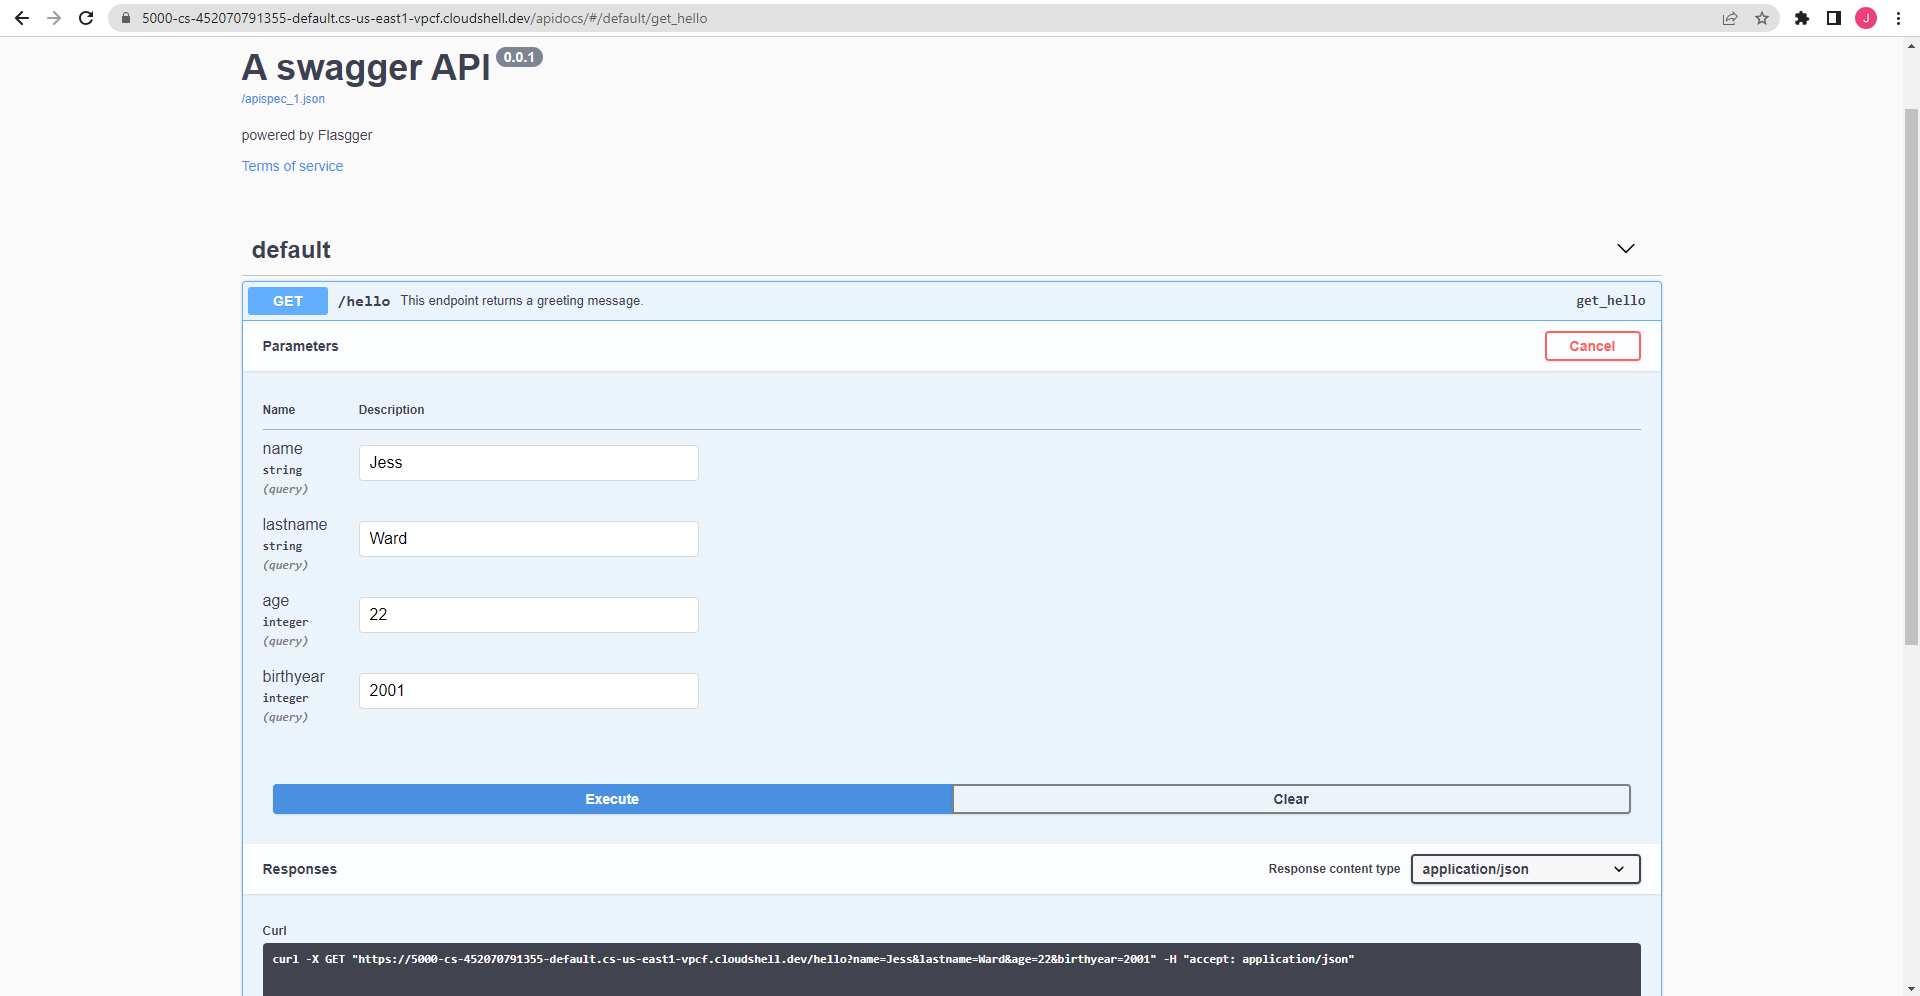 5000-cs-452070791355-default.cs-us-east1-vpcf.cloudshell.dev/apidocs/#/default/get_hello
J
A swagger API 0.0.1
/apispec_1.json
powered by Flasgger
Terms of service
default
GET /hello This endpoint returns a greeting message. get_hello
Parameters Cancel
Name Description
name
string
(query)
Jess
lastname
string
(query)
Ward
age
integer
(query)
22
birthyear
integer
(query)
2001
Execute Clear
Responses Response content type application/json
Curl
curl -X GET "https://5000-cs-452070791355-default.cs-us-east1-vpcf.cloudshell.dev/hello?name=Jess&lastname=Ward&age=22&birthyear=2001" -H "accept: application/json"